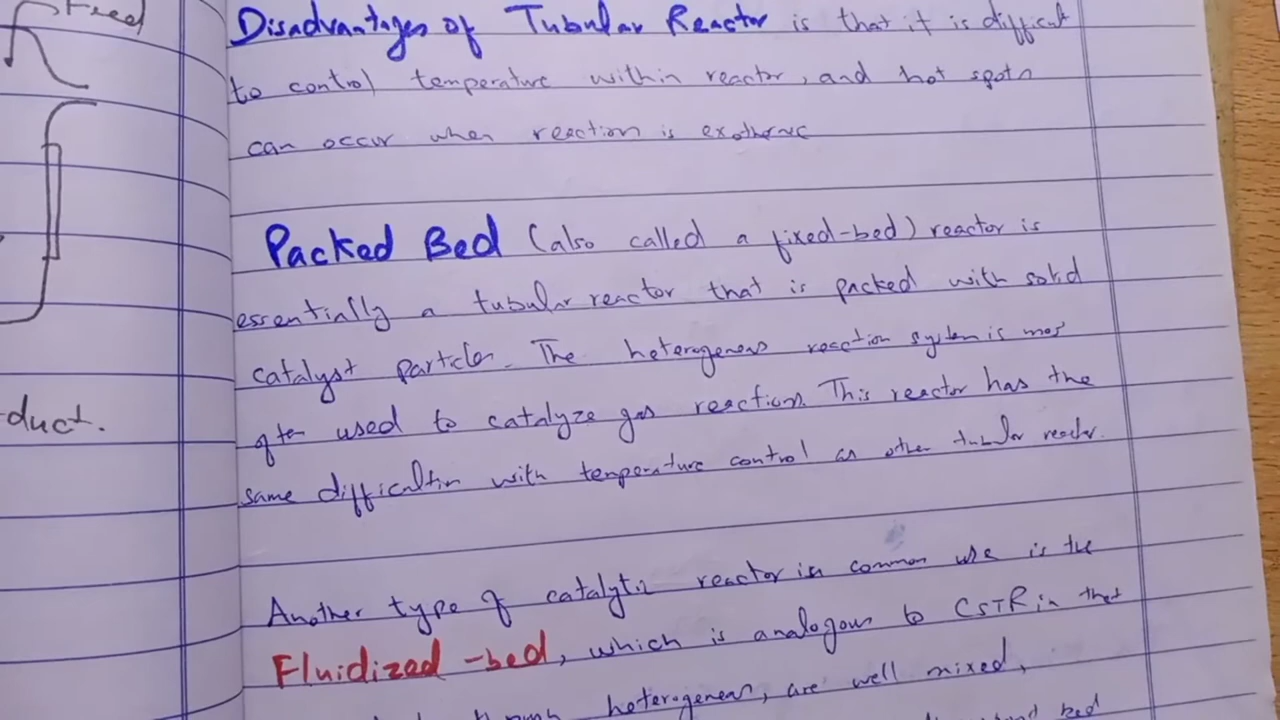 feed
duct.
Disadvantages of Tubular Reactor is that it is difficult
to control temperature within reactor, and hot spots
can occur when reaction is exothermic
Packed Bed (also called a fixed-bed) reactor is
essentially a tubular reactor that is packed with solid
catalyst particles. The heterogeneous reaction system is most
often used to catalyze gas reactions. This reactor has the
same difficulties with temperature control as other tubular reactor.
Another type of catalytic reactor in common use is the
Fluidized-bed, which is analogous to CSTR in that
heterogeneous, are well mixed,
bed